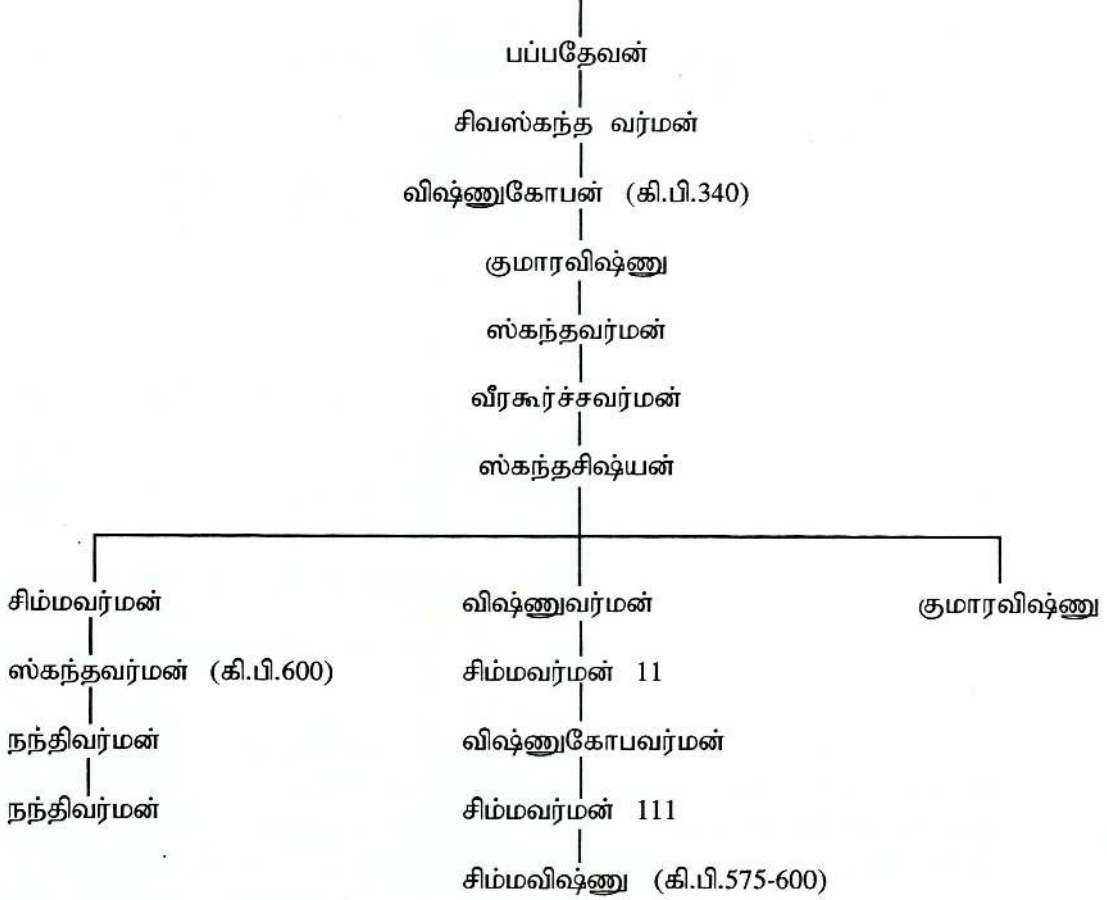 பப்பதேவன்
சிவஸ்கந்த வர்மன்
விஷ்ணுகோபன் (கி.பி.340)
குமாரவிஷ்ணு
ஸ்கந்தவர்மன்
வீரகூர்ச்சவர்மன்
ஸ்கந்தசிஷ்யன்
சிம்மவர்மன் விஷ்ணுவர்மன் குமாரவிஷ்ணு
ஸ்கந்தவர்மன் (கி.பி.600) சிம்மவர்மன் 11
நந்திவர்மன் விஷ்ணுகோபவர்மன்
நந்திவர்மன் சிம்மவர்மன் 111
சிம்மவிஷ்ணு (கி.பி.575-600)